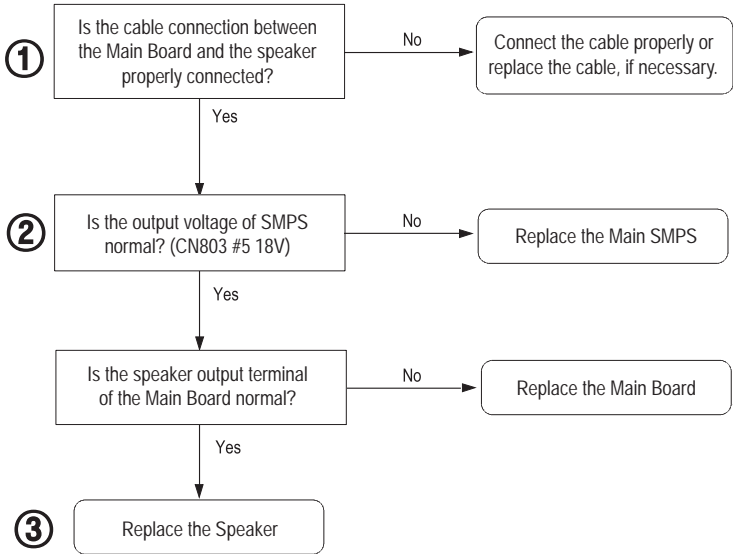 ①
Is the cable connection between
the Main Board and the speaker
properly connected?
No
Connect the cable properly or
replace the cable, if necessary.
Yes
②
Is the output voltage of SMPS
normal? (CN803 #5 18V)
No
Replace the Main SMPS
Yes
Is the speaker output terminal
of the Main Board normal?
No
Replace the Main Board
Yes
③
Replace the Speaker